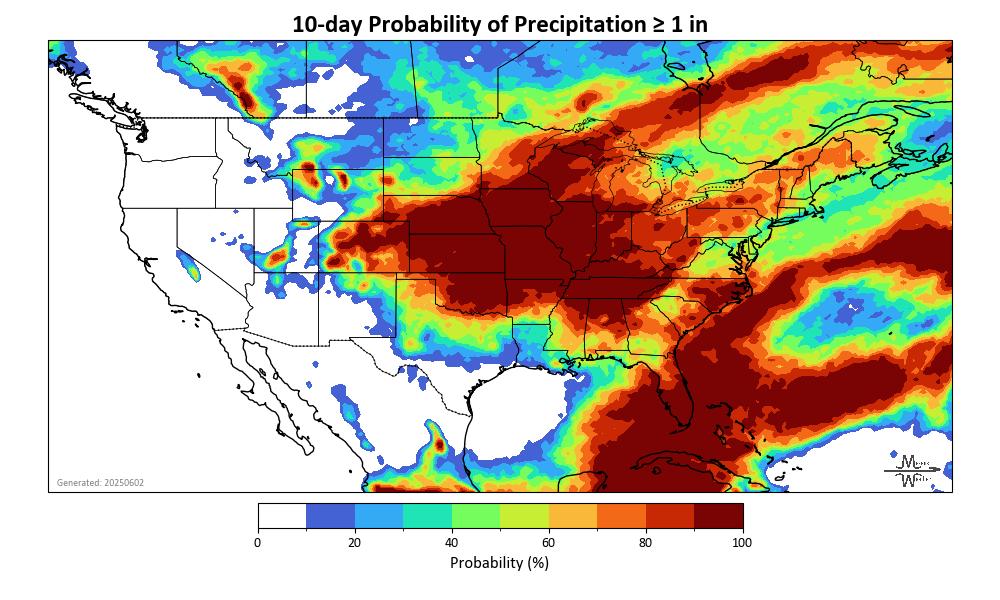 10-day Probability of Precipitation ≥ 1 in
Generated: 20250602
0 20 40 60 80 100
Probability (%)